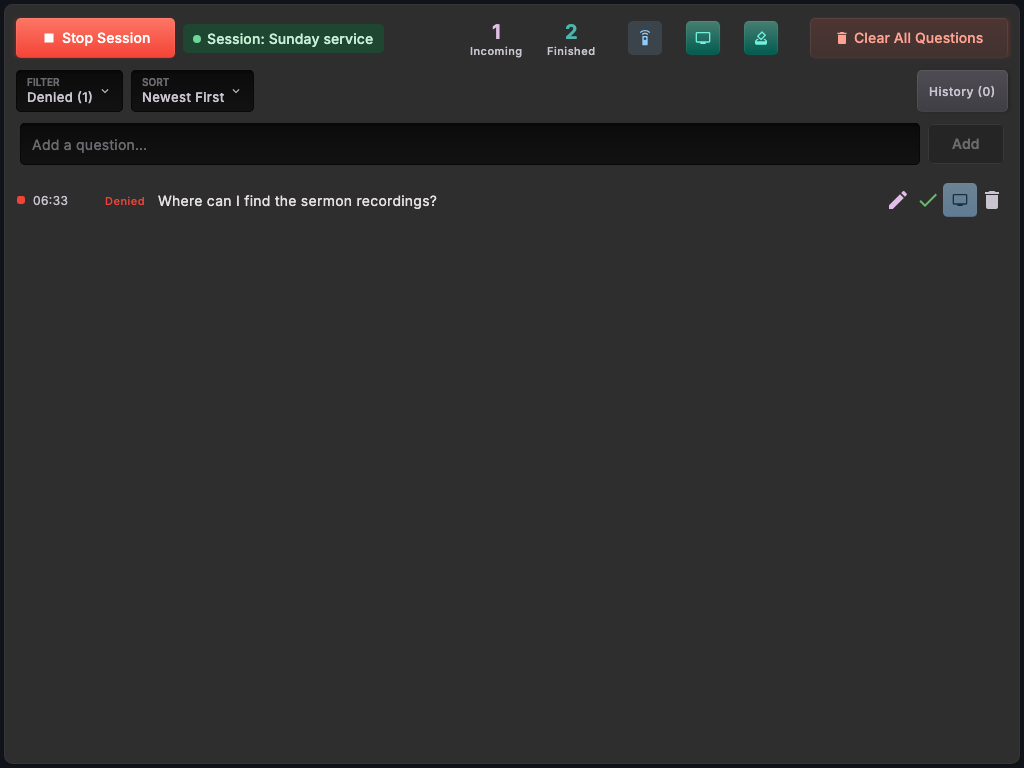 Stop Session
Session: Sunday service
1
Incoming
2
Finished
Clear All Questions
FILTER
Denied (1)
SORT
Newest First
History (0)
Add a question...
Add
06:33
Denied
Where can I find the sermon recordings?